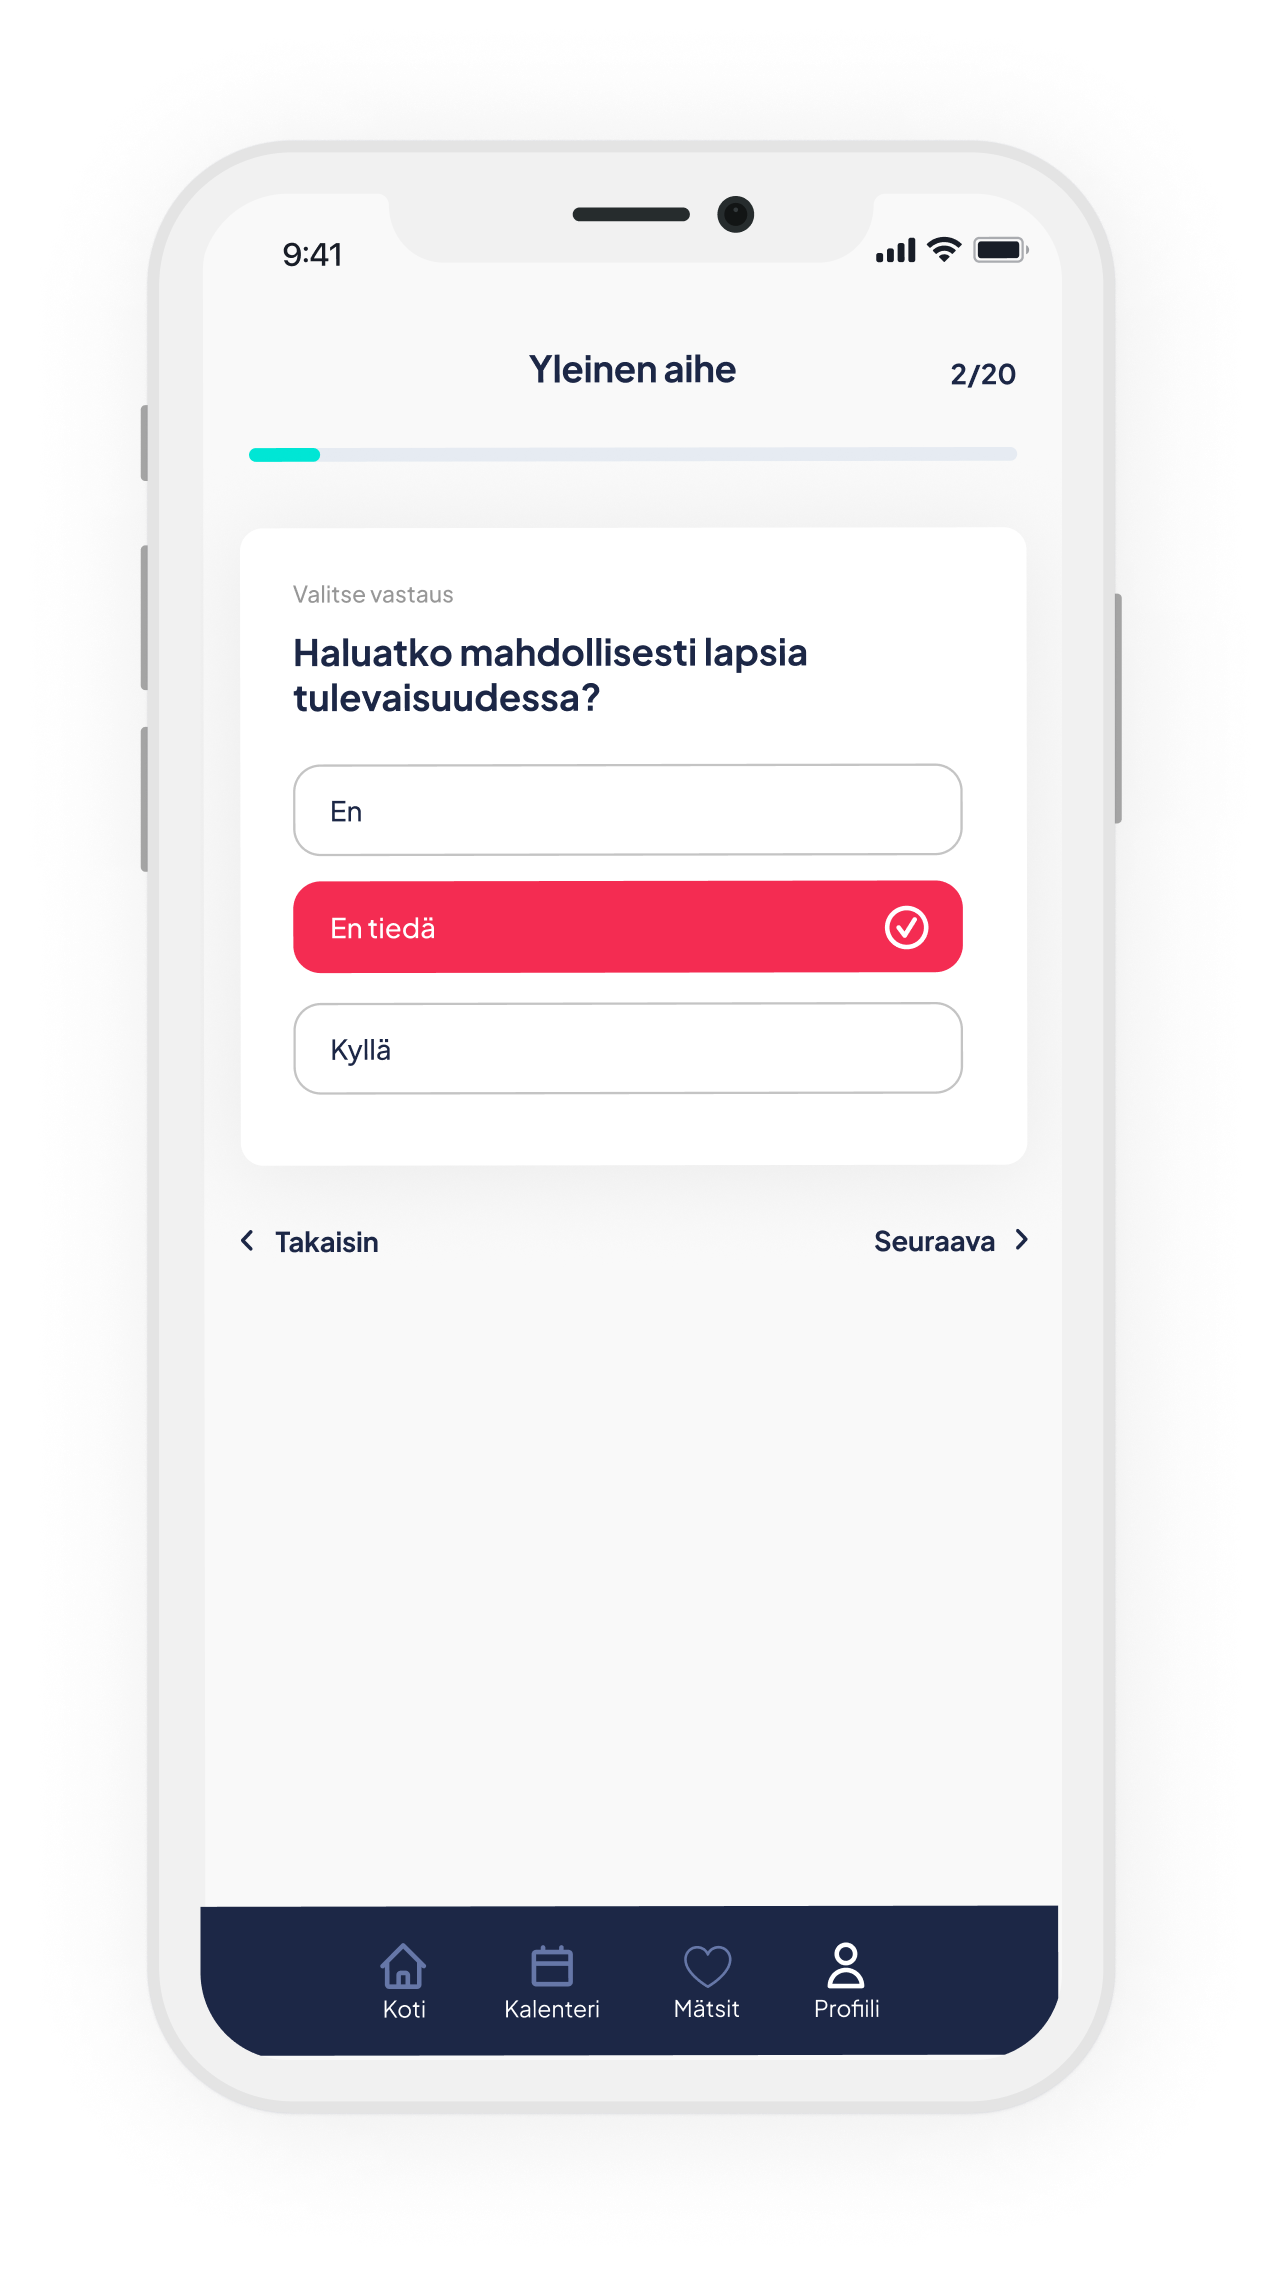 9:41
Yleinen aihe
2/20
Valitse vastaus
Haluatko mahdollisesti lapsia
tulevaisuudessa?
En
En tiedä
Kyllä
Takaisin
Seuraava
Koti
Kalenteri
Mätsit
Profiili